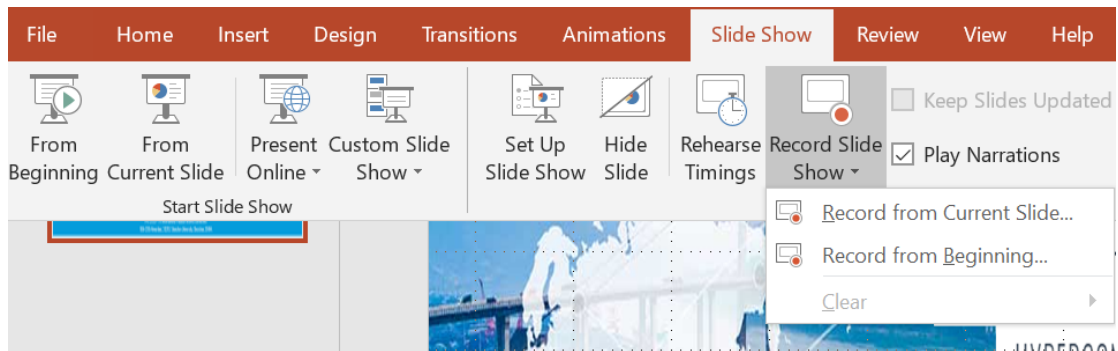 File Home Insert Design Transitions Animations Slide Show Review View Help
From Beginning
From Current Slide
Present Online
Custom Slide Show
Set Up Slide Show
Hide Slide
Rehearse Timings
Record Slide Show
Keep Slides Updated
Play Narrations
Start Slide Show
Record from Current Slide...
Record from Beginning...
Clear